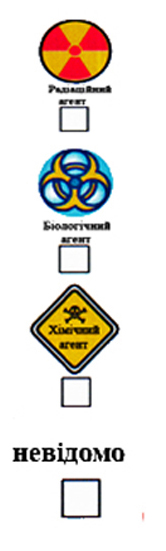 Радіаційний
агент
Біологічний
агент
Хімічний
агент
невідомо